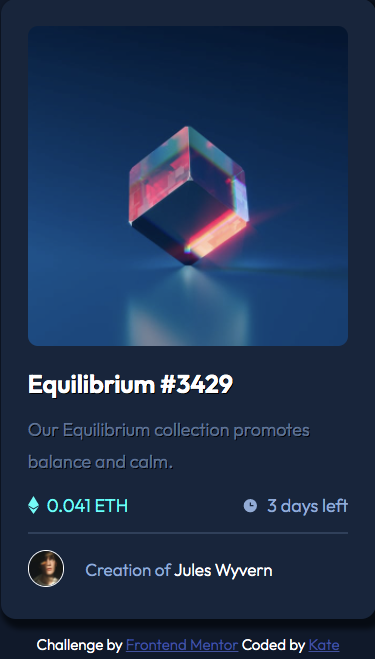 Equilibrium #3429
Our Equilibrium collection promotes
balance and calm.
0.041 ETH 3 days left
Creation of Jules Wyvern
Challenge by Frontend Mentor Coded by Kate